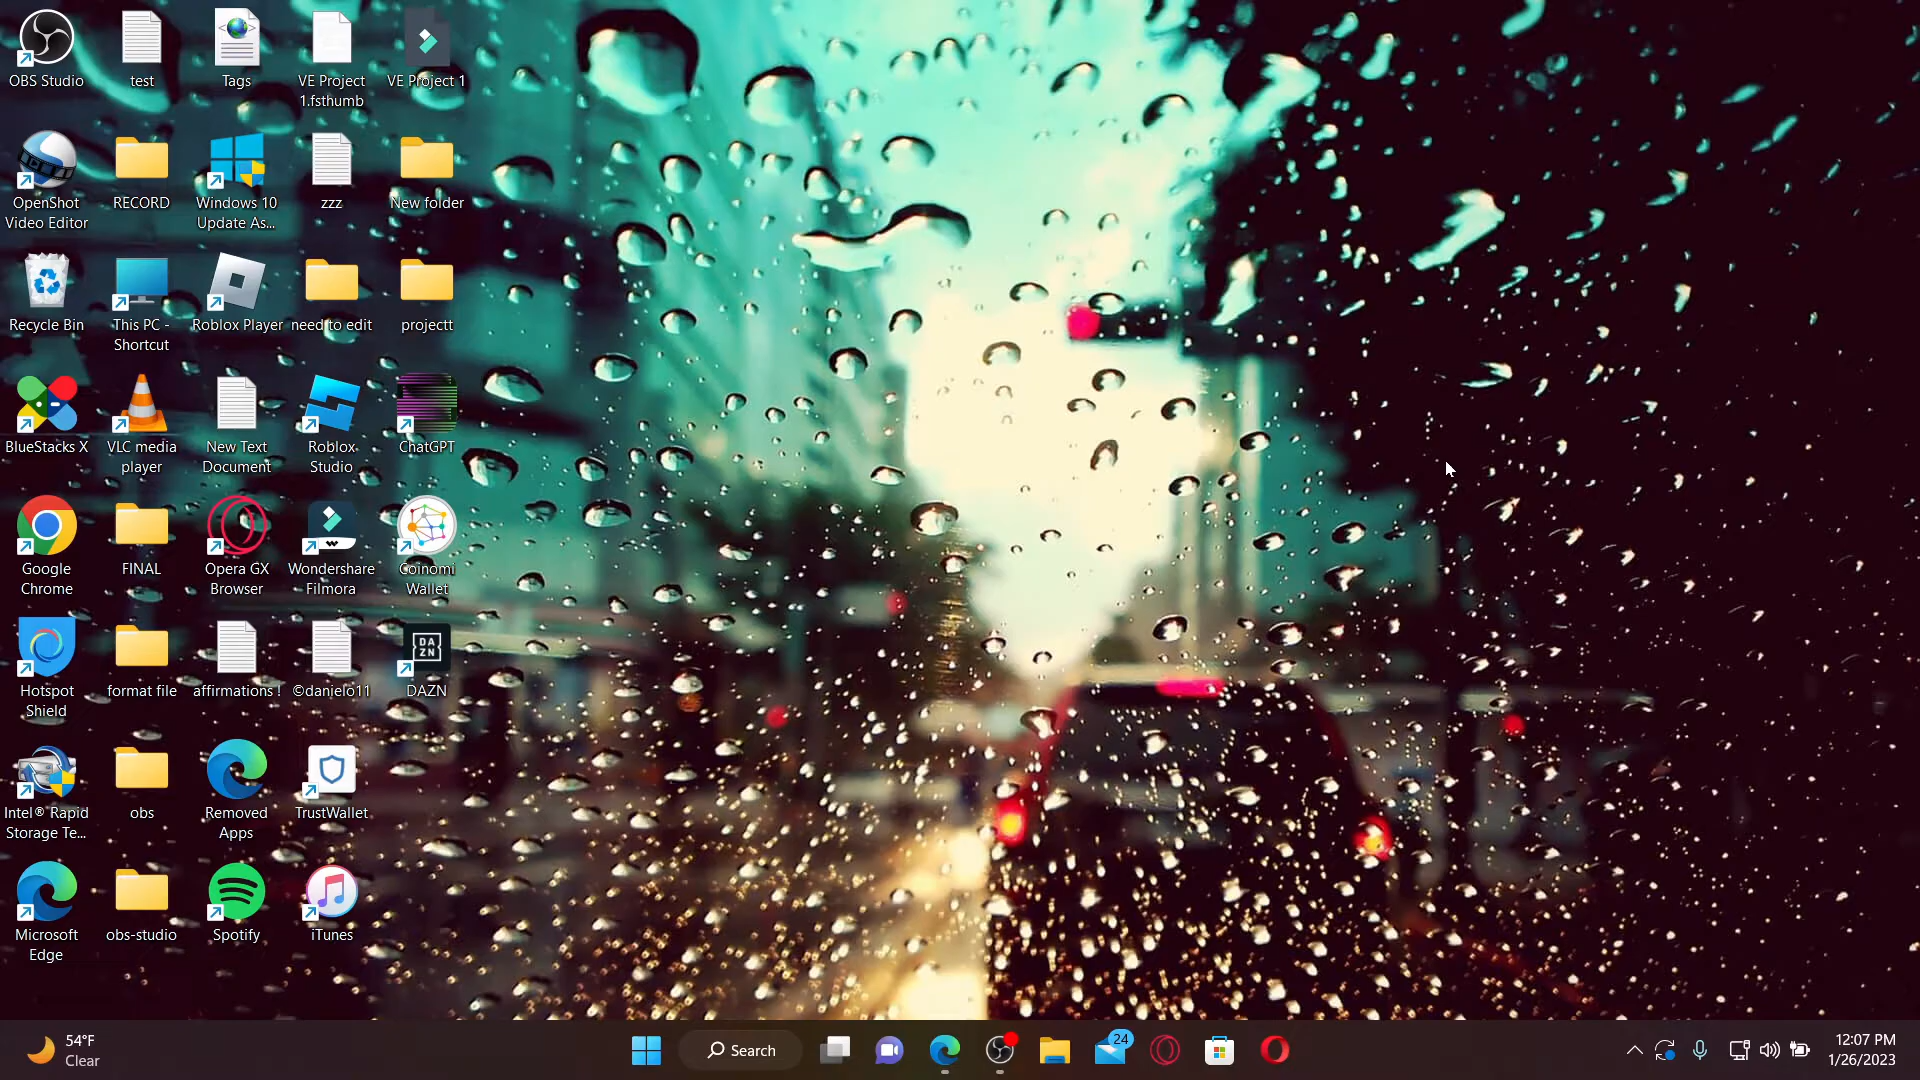 OBS Studio
test
Tags
VE Project
1.fsthumb
VE Project 1
OpenShot
Video Editor
RECORD
Windows 10
Update As...
zzz
New folder
Recycle Bin
This PC -
Shortcut
Roblox Player
need to edit
projectt
BlueStacks X
VLC media
player
New Text
Document
Roblox
Studio
ChatGPT
Google
Chrome
FINAL
Opera GX
Browser
Wondershare
Filmora
Coinomi
Wallet
Hotspot
Shield
format file
affirmations !
©danielo11
DA
ZN
DAZN
Intel® Rapid
Storage Te...
obs
Removed
Apps
TrustWallet
Microsoft
Edge
obs-studio
Spotify
iTunes
54°F
Clear
Search
24
12:07 PM
1/26/2023